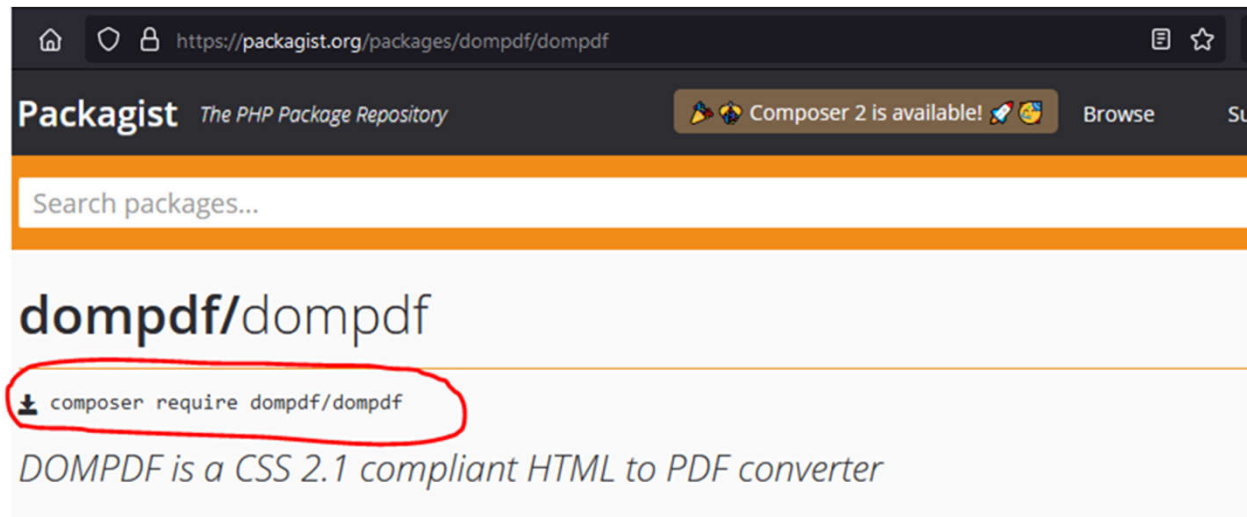 https://packagist.org/packages/dompdf/dompdf
Packagist The PHP Package Repository Composer 2 is available! Browse Su
Search packages...
dompdf/dompdf
composer require dompdf/dompdf
DOMPDF is a CSS 2.1 compliant HTML to PDF converter